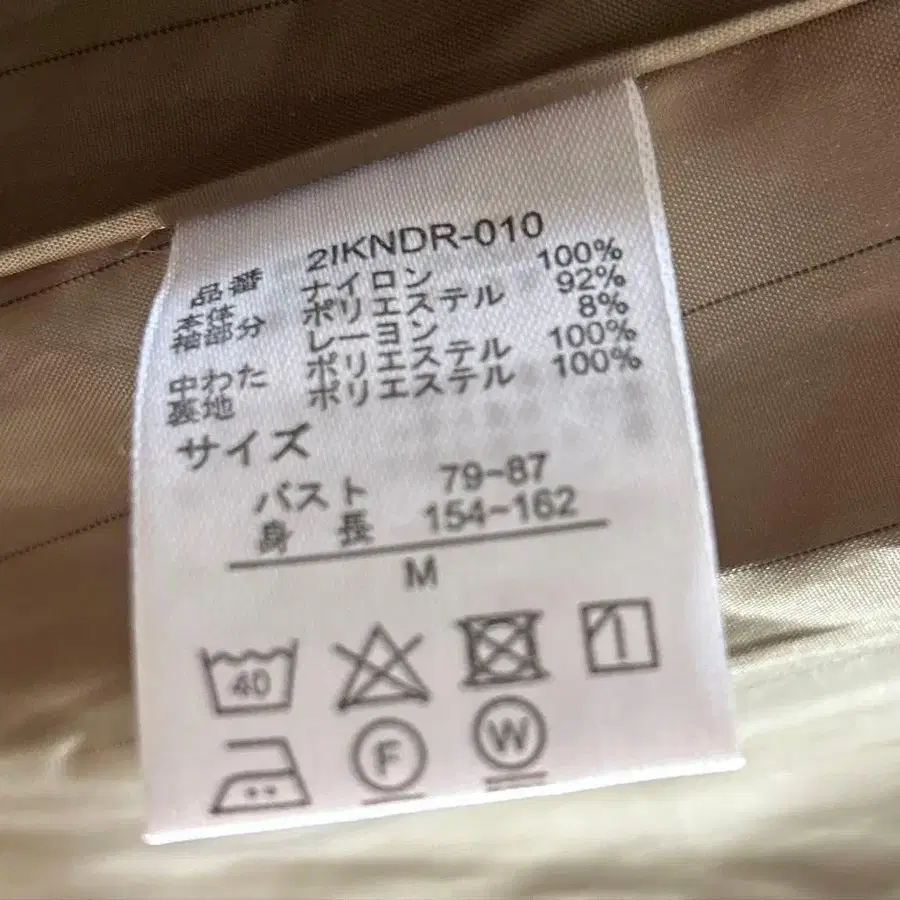 品番 2IKNDR-010
本体 ナイロン 100%
袖部分 ポリエステル 92%
レーヨン 8%
中わた ポリエステル 100%
裏地 ポリエステル 100%
サイズ
バスト 79~87
身長 154~162
M
40
F
W